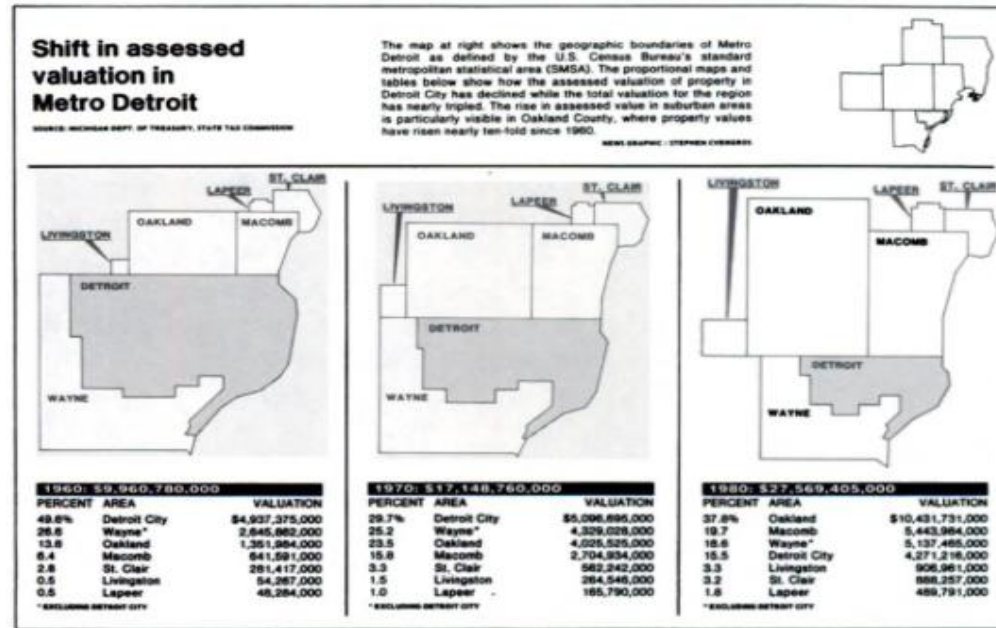 Shift in assessed
valuation in
Metro Detroit
SOURCE: MICHIGAN DEPT. OF TREASURY, STATE TAX COMMISSION
The map at right shows the geographic boundaries of Metro
Detroit as defined by the U.S. Census Bureau's standard
metropolitan statistical area (SMSA). The proportional maps and
tables below show how the assessed valuation of property in
Detroit City has declined while the total valuation for the region
has nearly tripled. The rise in assessed value in suburban areas
is particularly visible in Oakland County, where property values
have risen nearly ten-fold since 1960.
NEWS GRAPHIC / STEPHEN CVENGROS
ST. CLAIR
LAPEER
OAKLAND
MACOMB
LIVINGSTON
DETROIT
WAYNE
1960: $9,960,780,000
PERCENT AREA VALUATION
49.6% Detroit City $4,937,375,000
26.6 Wayne* 2,645,862,000
13.6 Oakland 1,351,984,000
6.4 Macomb 641,591,000
2.8 St. Clair 281,417,000
0.5 Livingston 54,267,000
0.5 Lapeer 48,284,000
* EXCLUDING DETROIT CITY
ST. CLAIR
LAPEER
LIVINGSTON
OAKLAND
MACOMB
DETROIT
WAYNE
1970: $17,148,760,000
PERCENT AREA VALUATION
29.7% Detroit City $5,096,695,000
25.2 Wayne* 4,329,028,000
23.5 Oakland 4,025,525,000
15.8 Macomb 2,704,934,000
3.3 St. Clair 562,242,000
1.5 Livingston 264,546,000
1.0 Lapeer 165,790,000
* EXCLUDING DETROIT CITY
LIVINGSTON
LAPEER
ST. CLAIR
OAKLAND
MACOMB
DETROIT
WAYNE
1980: $27,569,405,000
PERCENT AREA VALUATION
37.8% Oakland $10,431,731,000
19.7 Macomb 5,443,984,000
18.6 Wayne* 5,137,465,000
15.5 Detroit City 4,271,216,000
3.3 Livingston 906,961,000
3.2 St. Clair 888,257,000
1.8 Lapeer 489,791,000
* EXCLUDING DETROIT CITY